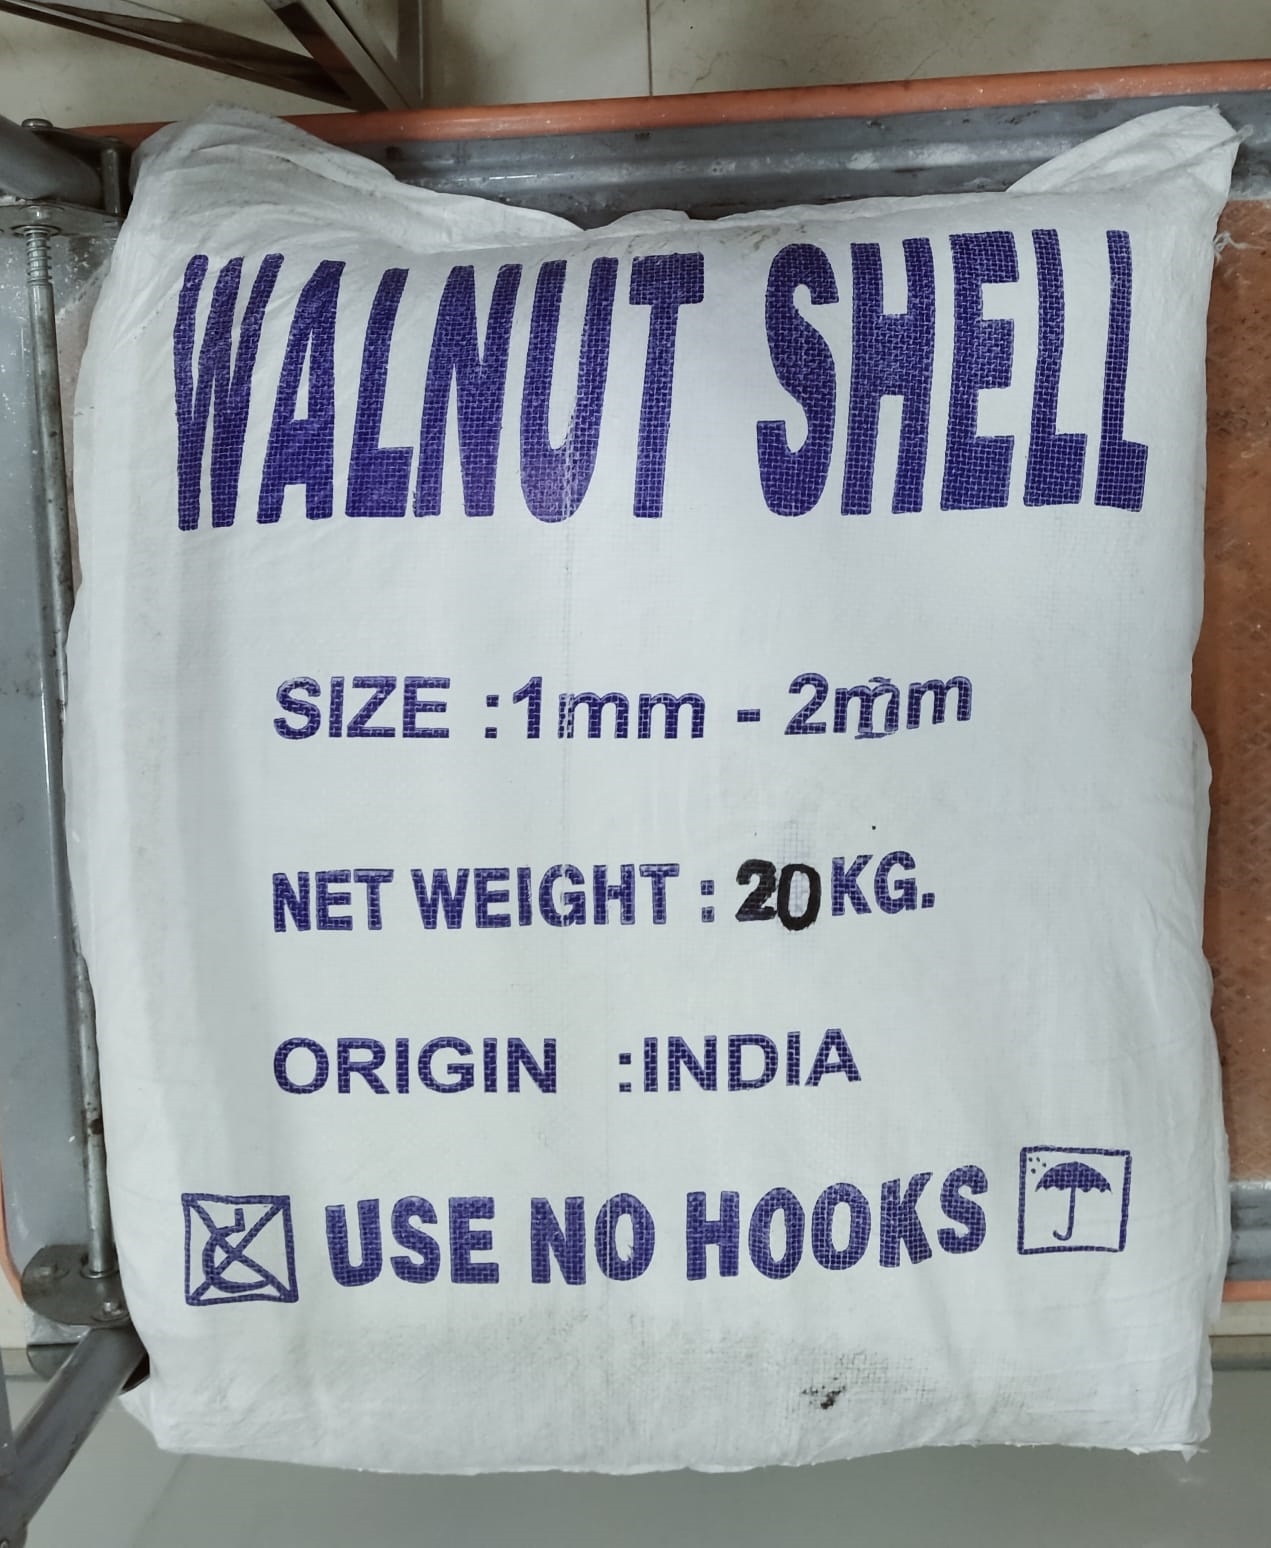 WALNUT SHELL
SIZE :1mm - 2mm
NET WEIGHT : 20 KG.
ORIGIN :INDIA
USE NO HOOKS